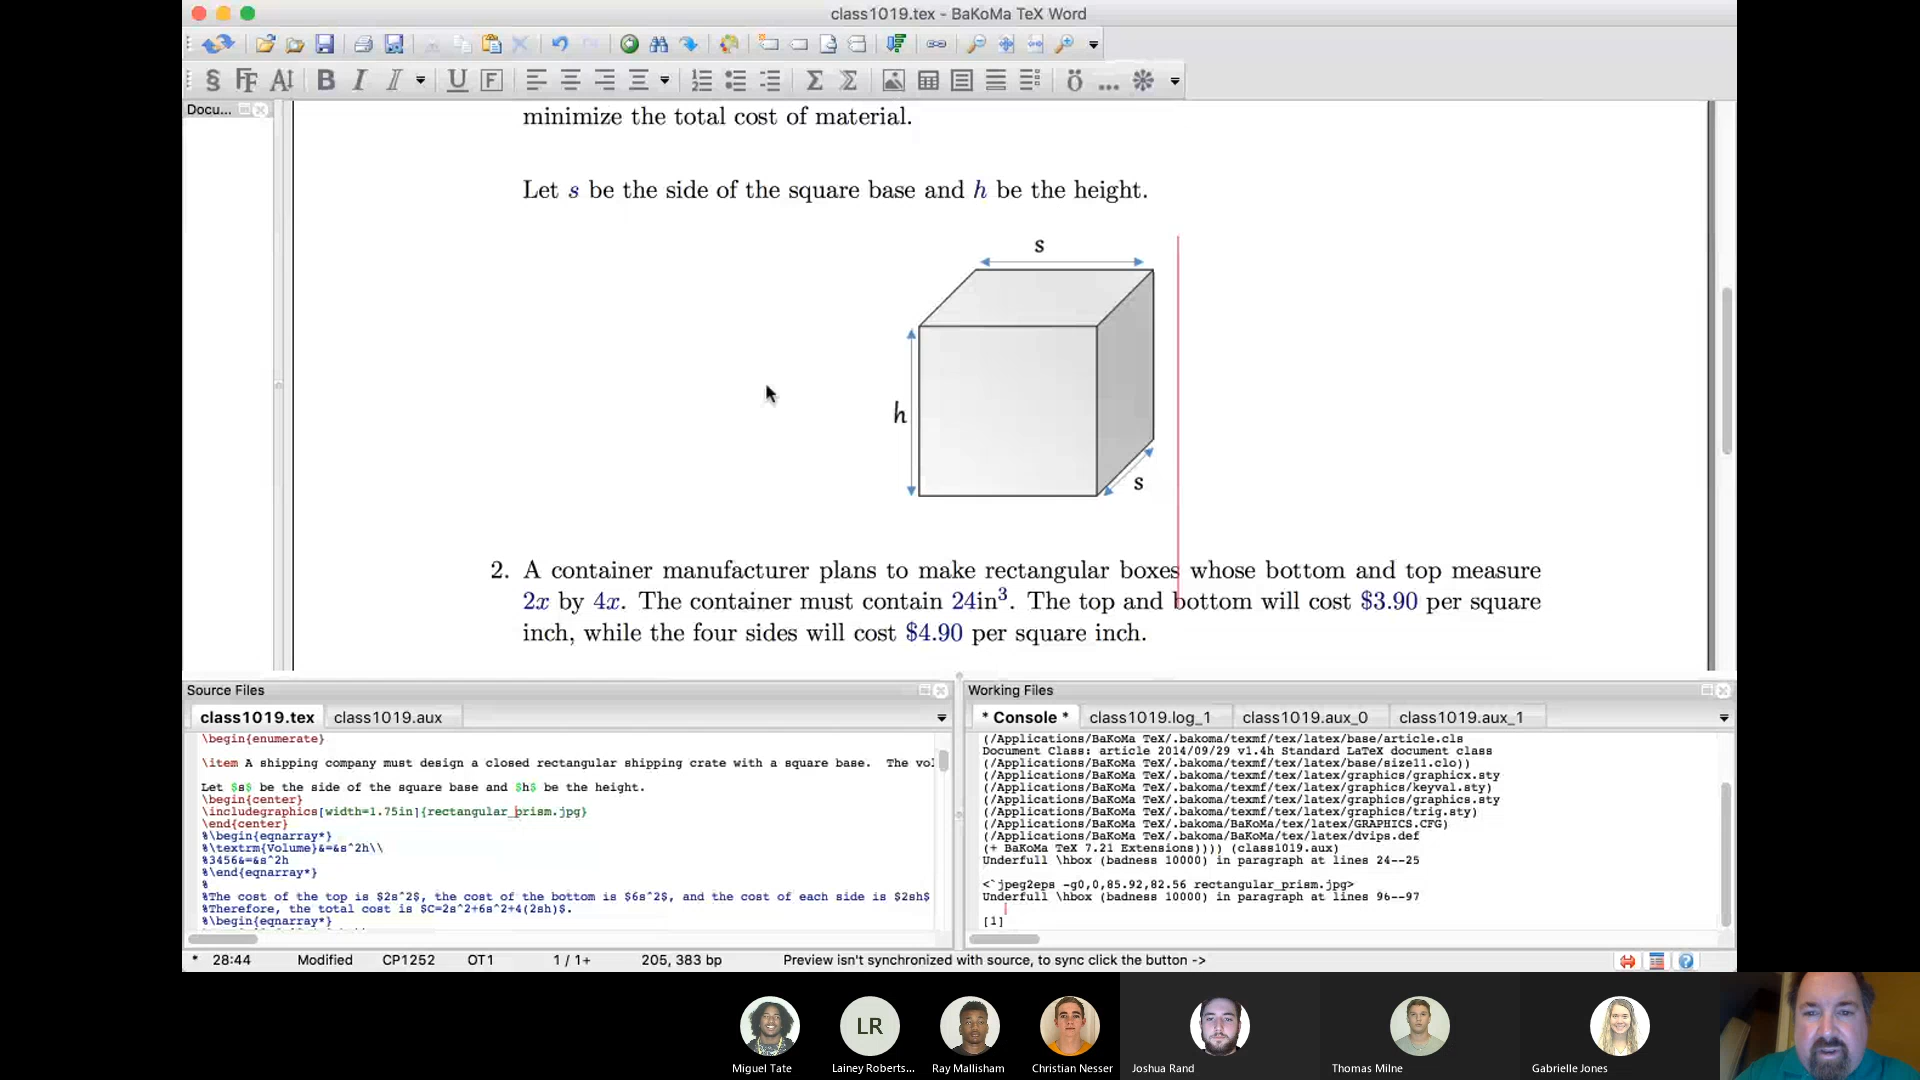 class1019.tex - BaKoMa TeX Word
Docu...
minimize the total cost of material.
Let s be the side of the square base and h be the height.
s
h
s
2. A container manufacturer plans to make rectangular boxes whose bottom and top measure
2x by 4x. The container must contain 24in³. The top and bottom will cost $3.90 per square
inch, while the four sides will cost $4.90 per square inch.
Source Files
class1019.tex class1019.aux
\begin{enumerate}
\item A shipping company must design a closed rectangular shipping crate with a square base. The vol
Let $s$ be the side of the square base and $h$ be the height.
\begin{center}
\includegraphics[width=1.75in]{rectangular_prism.jpg}
\end{center}
%\begin{eqnarray*}
%\textrm{Volume}&=&s^2h\\
%3456&=&s^2h
%\end{eqnarray*}
%
%The cost of the top is $2s^2$, the cost of the bottom is $6s^2$, and the cost of each side is $2sh$
%Therefore, the total cost is $C=2s^2+6s^2+4(2sh)$.
%\begin{eqnarray*}
Working Files
* Console * class1019.log_1 class1019.aux_0 class1019.aux_1
(/Applications/BaKoMa TeX/.bakoma/texmf/tex/latex/base/article.cls
Document Class: article 2014/09/29 v1.4h Standard LaTeX document class
(/Applications/BaKoMa TeX/.bakoma/texmf/tex/latex/base/size11.clo))
(/Applications/BaKoMa TeX/.bakoma/texmf/tex/latex/graphics/graphicx.sty
(/Applications/BaKoMa TeX/.bakoma/texmf/tex/latex/graphics/keyval.sty)
(/Applications/BaKoMa TeX/.bakoma/texmf/tex/latex/graphics/graphics.sty
(/Applications/BaKoMa TeX/.bakoma/texmf/tex/latex/graphics/trig.sty)
(/Applications/BaKoMa TeX/.bakoma/BaKoMa/tex/latex/GRAPHICS.CFG)
(/Applications/BaKoMa TeX/.bakoma/BaKoMa/tex/latex/dvips.def
(+ BaKoMa TeX 7.21 Extensions)))) (class1019.aux)
Underfull \hbox (badness 10000) in paragraph at lines 24--25
<`jpeg2eps -g0,0,85.92,82.56 rectangular_prism.jpg>
Underfull \hbox (badness 10000) in paragraph at lines 96--97
[1]
* 28:44 Modified CP1252 OT1 1 / 1+ 205, 383 bp Preview isn't synchronized with source, to sync click the button ->
LR
Miguel Tate Lainey Roberts... Ray Mallisham Christian Nesser Joshua Rand Thomas Milne Gabrielle Jones